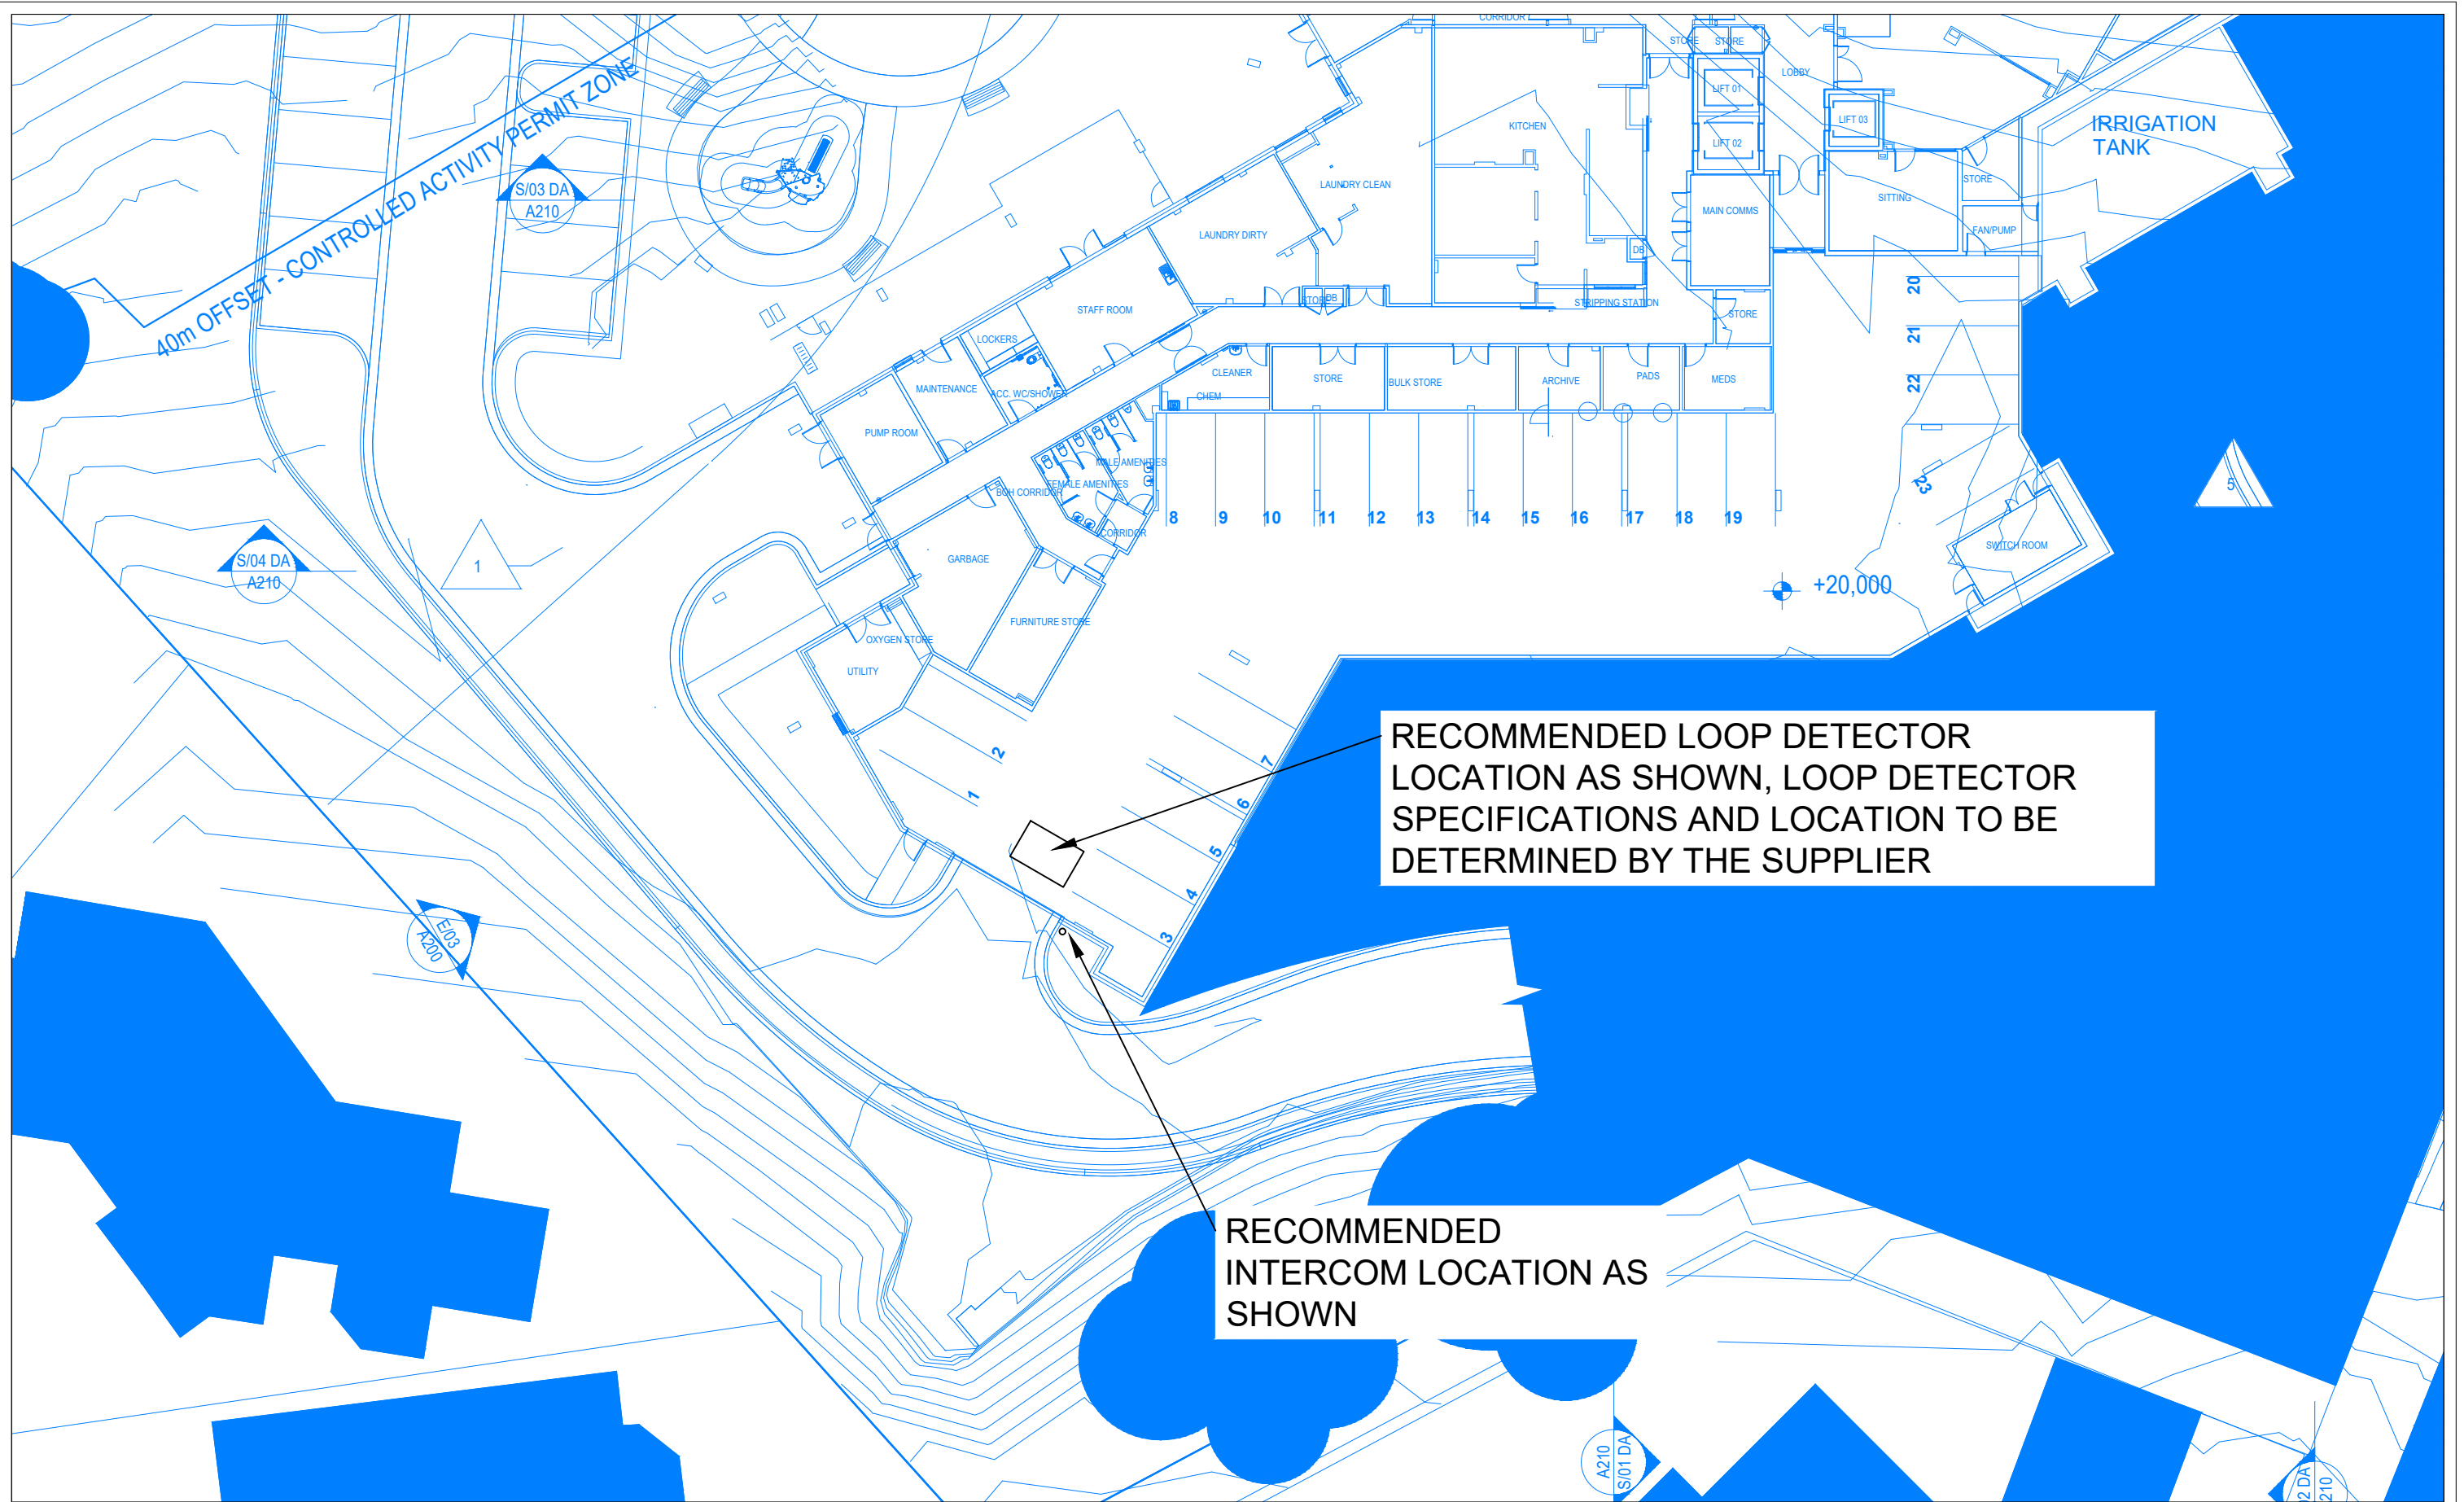 CORRIDOR
STORE
STORE
LOBBY
LIFT 01
LIFT 02
LIFT 03
IRRIGATION
TANK
40m OFFSET - CONTROLLED ACTIVITY PERMIT ZONE
S/03 DA
A210
KITCHEN
LAUNDRY CLEAN
LAUNDRY DIRTY
MAIN COMMS
SITTING
STORE
FAN/PUMP
DB
STAFF ROOM
STORE
DB
STRIPPING STATION
STORE
LOCKERS
MAINTENANCE
ACC. WC/SHOWER
CLEANER
CHEM
STORE
BULK STORE
ARCHIVE
PADS
MEDS
20
21
22
23
PUMP ROOM
MALE AMENITIES
FEMALE AMENITIES
BOH CORRIDOR
CORRIDOR
8
9
10
11
12
13
14
15
16
17
18
19
5
SWITCH ROOM
S/04 DA
A210
1
GARBAGE
+20,000
FURNITURE STORE
OXYGEN STORE
UTILITY
2
1
7
6
5
4
3
RECOMMENDED LOOP DETECTOR
LOCATION AS SHOWN, LOOP DETECTOR
SPECIFICATIONS AND LOCATION TO BE
DETERMINED BY THE SUPPLIER
E/03
A200
RECOMMENDED
INTERCOM LOCATION AS
SHOWN
A210
S/01 DA
2 DA
210